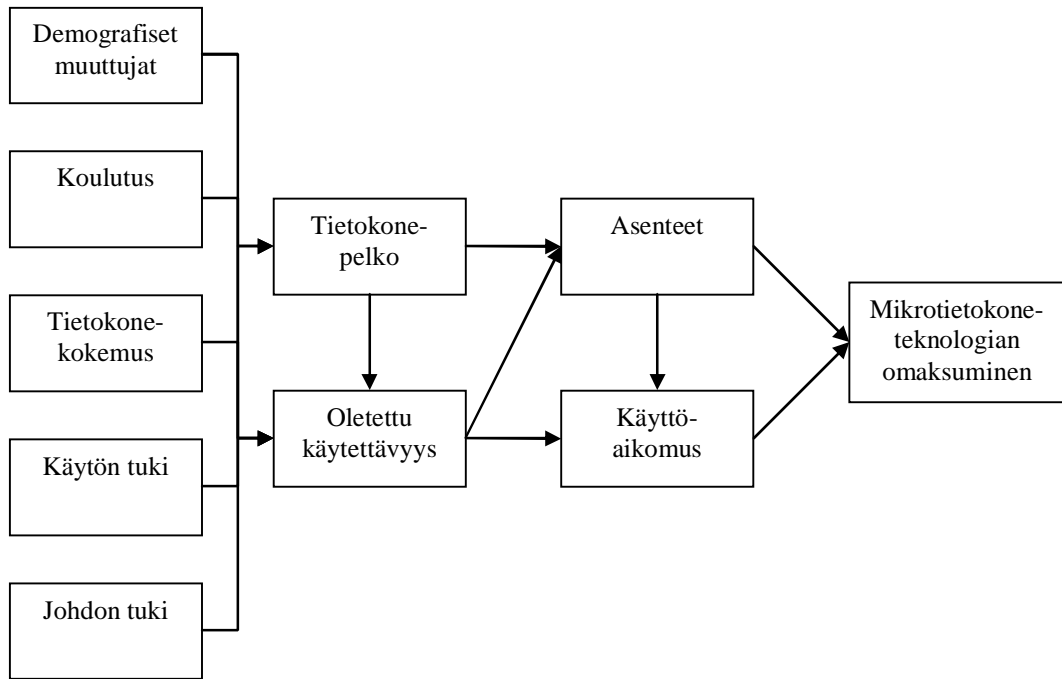 Demografiset
muuttujat
Koulutus
Tietokone-
kokemus
Käytön tuki
Johdon tuki
Tietokone-
pelko
Oletettu
käytettävyys
Asenteet
Käyttö-
aikomus
Mikrotietokone-
teknologian
omaksuminen